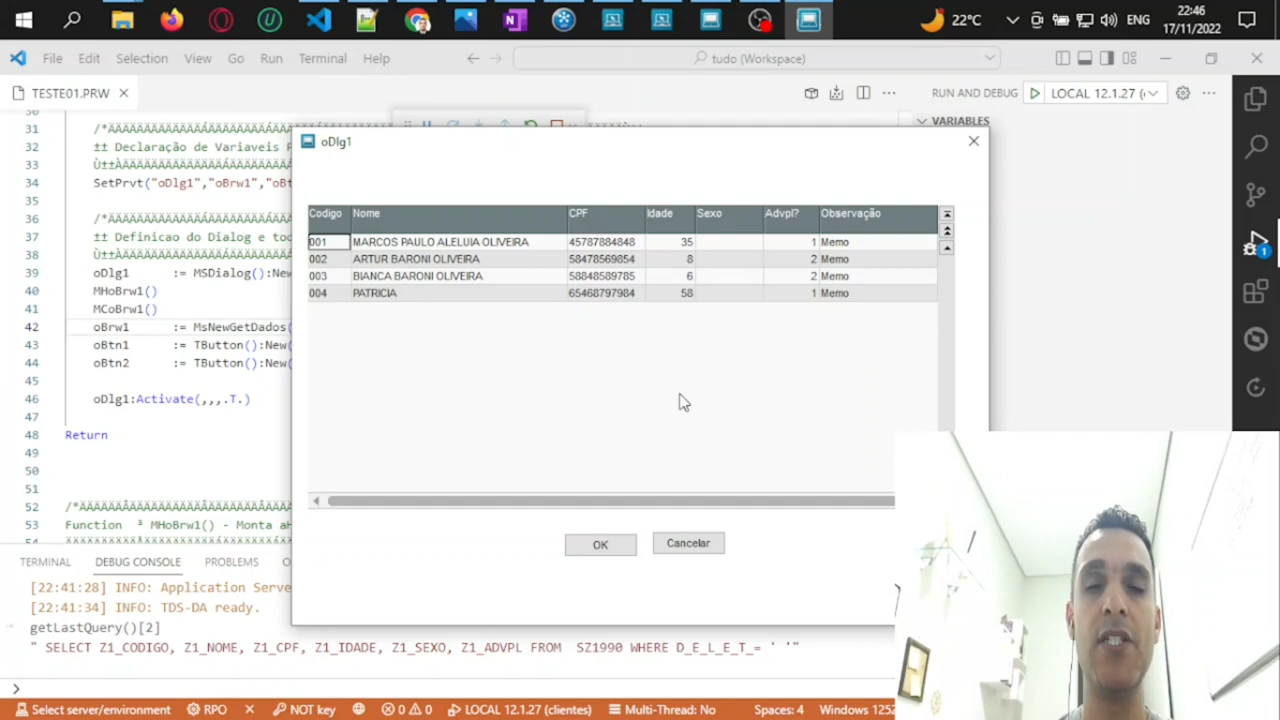 22°C
ENG
22:46
17/11/2022
File Edit Selection View Go Run Terminal Help
tudo (Workspace)
TESTE01.PRW
RUN AND DEBUG
LOCAL 12.1.27 (
VARIABLES
30
31
32 ±± Declaração de Variaveis P
33
34 SetPrvt("oDlg1","oBrw1","oBt
35
36
37 ±± Definicao do Dialog e tod
38
39 oDlg1 := MSDialog():New
40 MHoBrw1()
41 MCoBrw1()
42 oBrw1 := MsNewGetDados(
43 oBtn1 := TButton():New(
44 oBtn2 := TButton():New(
45
46 oDlg1:Activate(,,,.T.)
47
48 Return
49
50
51
52
53 Function ³ MHoBrw1() - Monta aH
54
oDlg1
Codigo Nome CPF Idade Sexo Advpl? Observação
001 MARCOS PAULO ALELUIA OLIVEIRA 45787884848 35 1 Memo
002 ARTUR BARONI OLIVEIRA 58478569854 8 2 Memo
003 BIANCA BARONI OLIVEIRA 58848589785 6 2 Memo
004 PATRICIA 65468797984 58 1 Memo
OK
Cancelar
TERMINAL DEBUG CONSOLE PROBLEMS O
[22:41:28] INFO: Application Serve
[22:41:34] INFO: TDS-DA ready.
getLastQuery()[2]
" SELECT Z1_CODIGO, Z1_NOME, Z1_CPF, Z1_IDADE, Z1_SEXO, Z1_ADVPL FROM  SZ1990 WHERE D_E_L_E_T_= ' '"
Select server/environment RPO NOT key 0 0 LOCAL 12.1.27 (clientes) Multi-Thread: No Spaces: 4 Windows 1252
1